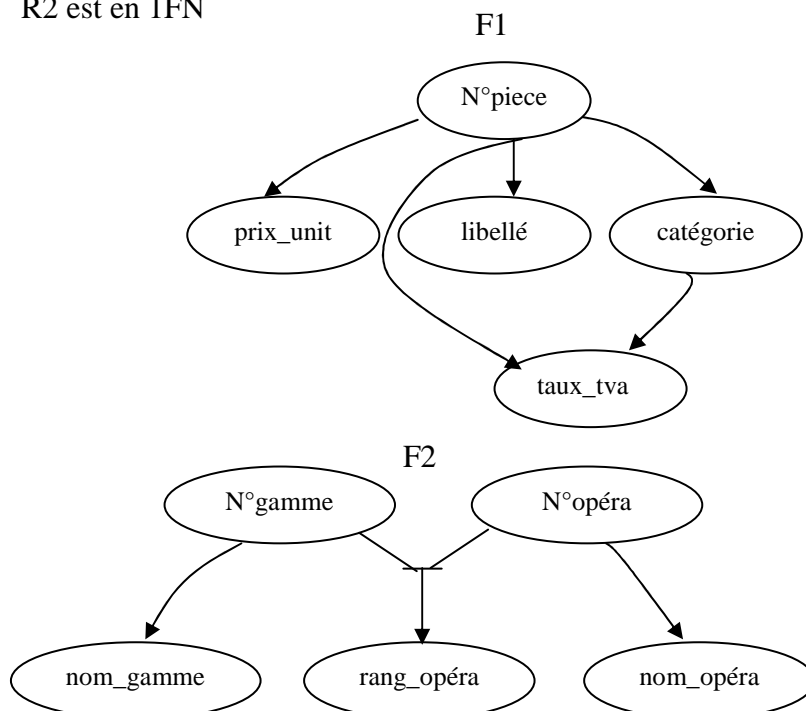 R2 est en 1FN
F1
N°piece
prix_unit libellé catégorie
taux_tva
F2
N°gamme N°opéra
nom_gamme rang_opéra nom_opéra